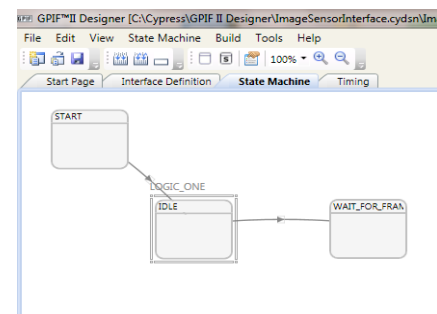 GPIF™II Designer [C:\Cypress\GPIF II Designer\ImageSensorInterface.cydsn\Im
File Edit View State Machine Build Tools Help
100%
Start Page Interface Definition State Machine Timing
START
LOGIC_ONE
IDLE
WAIT_FOR_FRAM